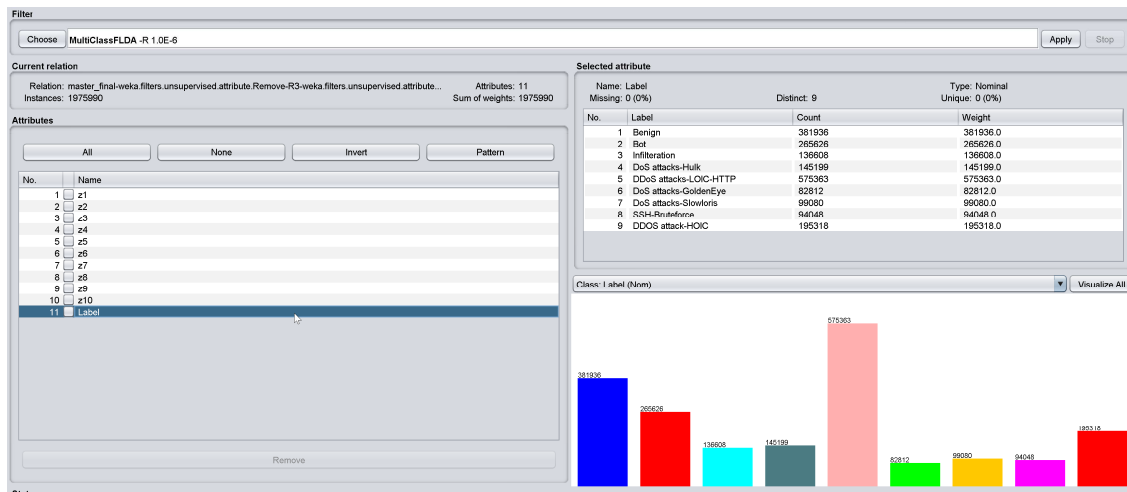 Filter
Choose MultiClassFLDA -R 1.0E-6 Apply Stop
Current relation
Relation: master_final-weka.filters.unsupervised.attribute.Remove-R3-weka.filters.unsupervised.attribute... Attributes: 11
Instances: 1975990 Sum of weights: 1975990
Attributes
All None Invert Pattern
No. Name
1 z1
2 z2
3 z3
4 z4
5 z5
6 z6
7 z7
8 z8
9 z9
10 z10
11 Label
Remove
Selected attribute
Name: Label Type: Nominal
Missing: 0 (0%) Distinct: 9 Unique: 0 (0%)
No. Label Count Weight
1 Benign 381936 381936.0
2 Bot 265626 265626.0
3 Infilteration 136608 136608.0
4 DoS attacks-Hulk 145199 145199.0
5 DDoS attacks-LOIC-HTTP 575363 575363.0
6 DoS attacks-GoldenEye 82812 82812.0
7 DoS attacks-Slowloris 99080 99080.0
8 SSH-Bruteforce 94048 94048.0
9 DDOS attack-HOIC 195318 195318.0
Class: Label (Nom) Visualize All
575363
381936
265626
195318
136608
145199
82812
99080
94048